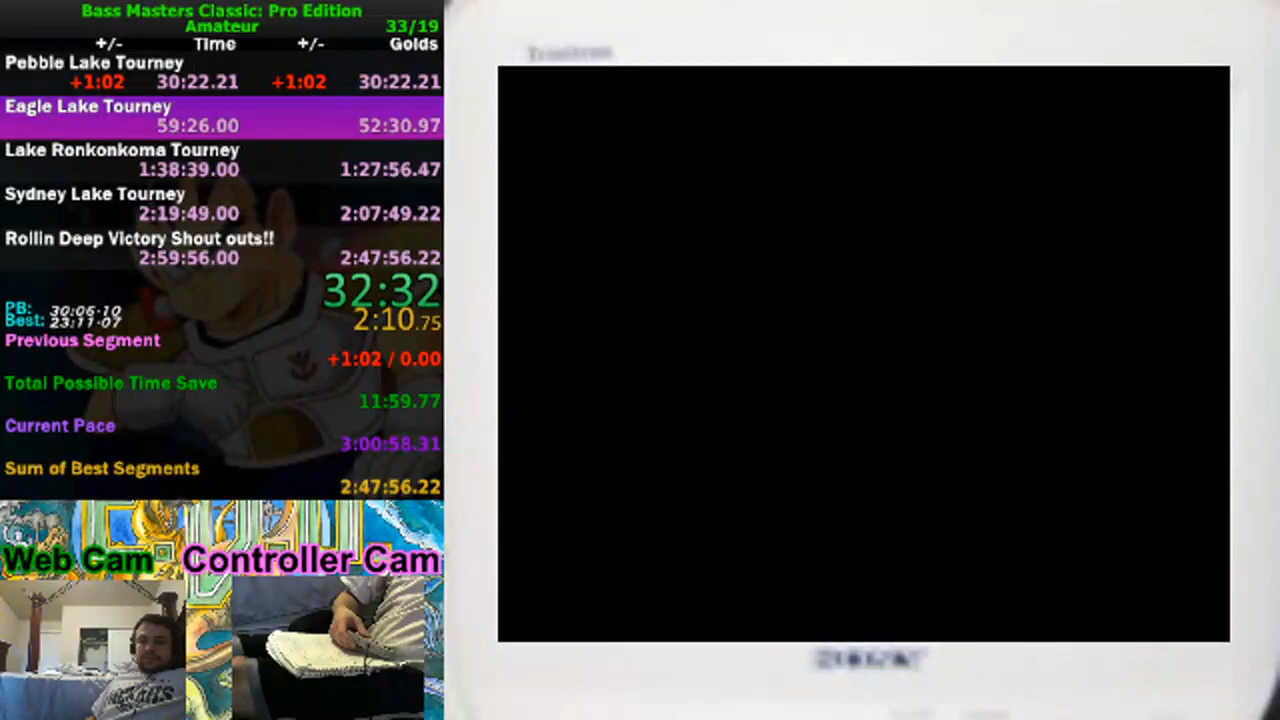 Bass Masters Classic: Pro Edition
Amateur 33/19
+/- Time +/- Golds
Pebble Lake Tourney
+1:02 30:22.21 +1:02 30:22.21
Eagle Lake Tourney
59:26.00 52:30.97
Lake Ronkonkoma Tourney
1:38:39.00 1:27:56.47
Sydney Lake Tourney
2:19:49.00 2:07:49.22
Rollin Deep Victory Shout outs!!
2:59:56.00 2:47:56.22
32:32
PB: 30:06.10
Best: 23:11.07
2:10.75
Previous Segment
+1:02 / 0.00
Total Possible Time Save
11:59.77
Current Pace
3:00:58.31
Sum of Best Segments
2:47:56.22
Web Cam Controller Cam